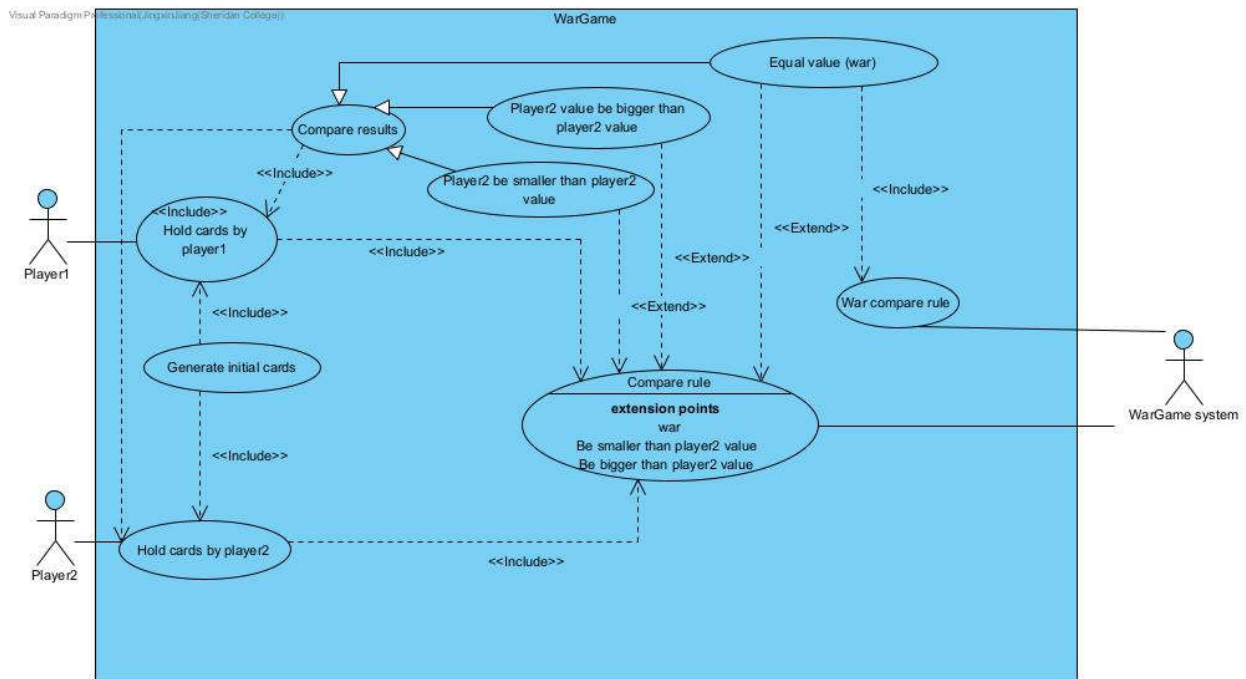 Visual Paradigm Professional(JingxinJiang(Sheridan College))
WarGame
Equal value (war)
Player2 value be bigger than
player2 value
Compare results
<<Include>>
Player2 be smaller than player2
value
<<Include>>
<<Include>>
Hold cards by
player1
<<Include>>
<<Extend>>
Player1
<<Extend>>
<<Include>>
<<Extend>>
War compare rule
Generate initial cards
Compare rule
extension points
war
Be smaller than player2 value
Be bigger than player2 value
WarGame system
<<Include>>
Hold cards by player2
<<Include>>
Player2